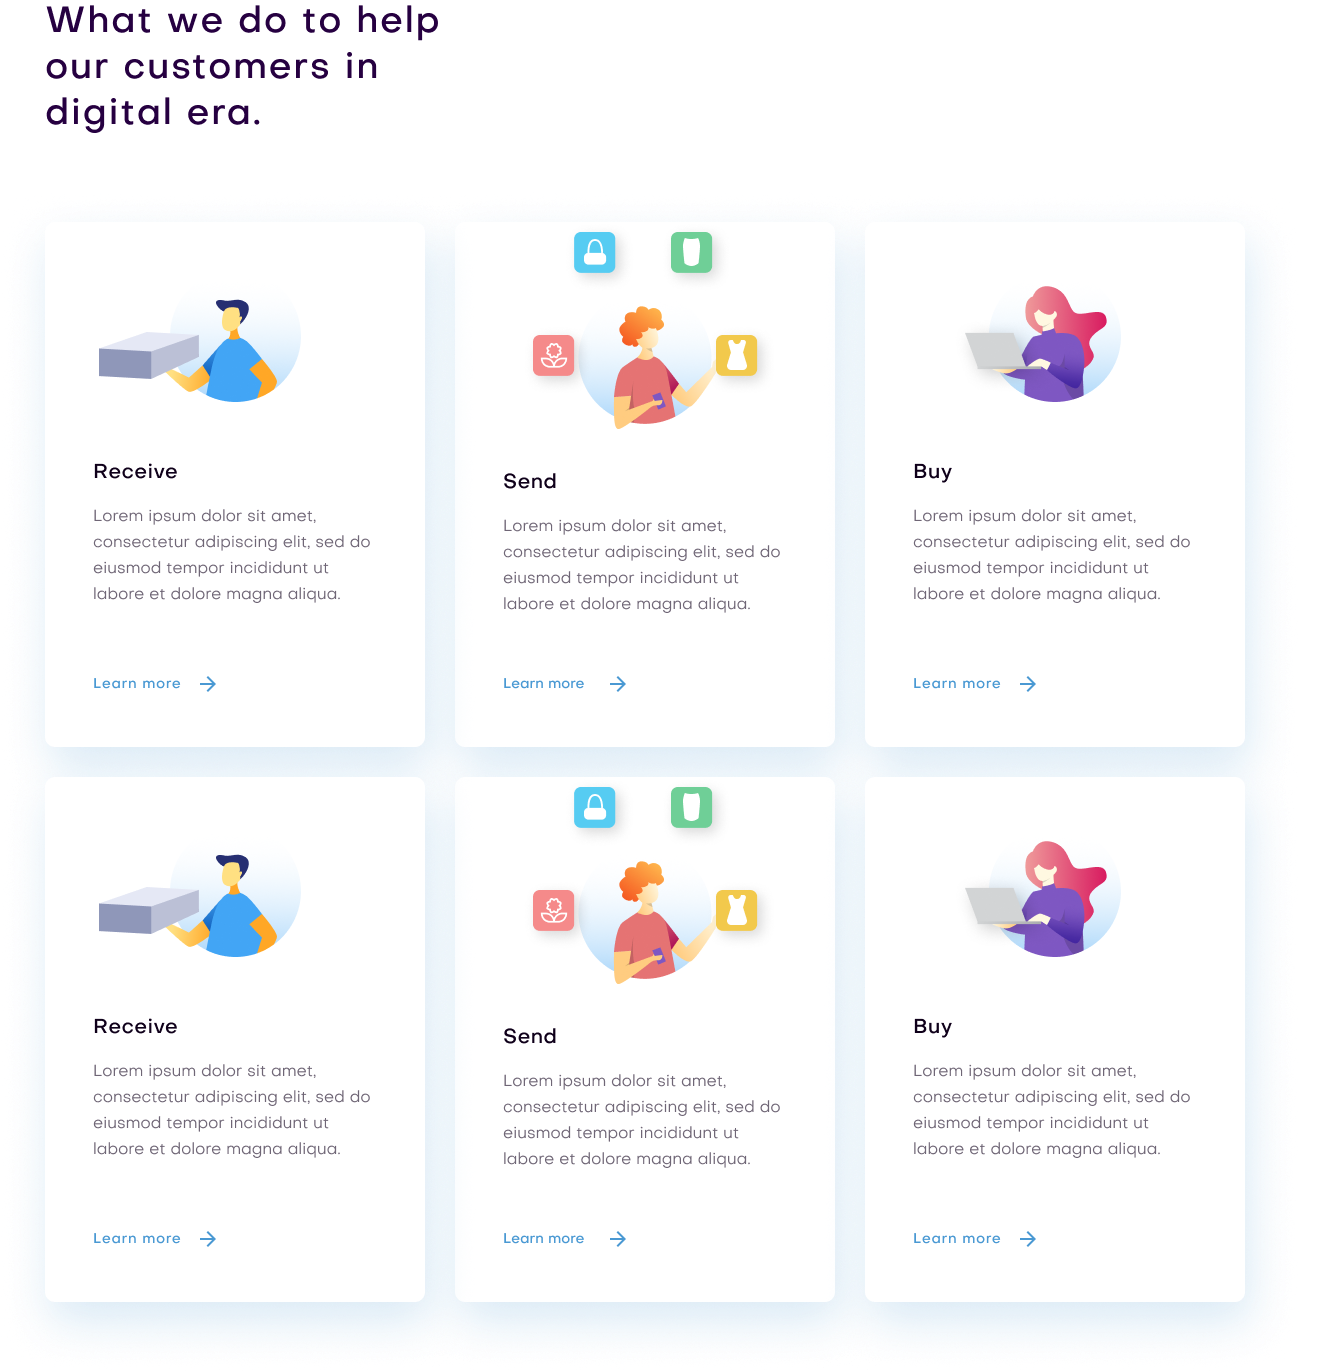 What we do to help
our customers in
digital era.
Receive
Lorem ipsum dolor sit amet,
consectetur adipiscing elit, sed do
eiusmod tempor incididunt ut
labore et dolore magna aliqua.
Learn more
Send
Lorem ipsum dolor sit amet,
consectetur adipiscing elit, sed do
eiusmod tempor incididunt ut
labore et dolore magna aliqua.
Learn more
Buy
Lorem ipsum dolor sit amet,
consectetur adipiscing elit, sed do
eiusmod tempor incididunt ut
labore et dolore magna aliqua.
Learn more
Receive
Lorem ipsum dolor sit amet,
consectetur adipiscing elit, sed do
eiusmod tempor incididunt ut
labore et dolore magna aliqua.
Learn more
Send
Lorem ipsum dolor sit amet,
consectetur adipiscing elit, sed do
eiusmod tempor incididunt ut
labore et dolore magna aliqua.
Learn more
Buy
Lorem ipsum dolor sit amet,
consectetur adipiscing elit, sed do
eiusmod tempor incididunt ut
labore et dolore magna aliqua.
Learn more